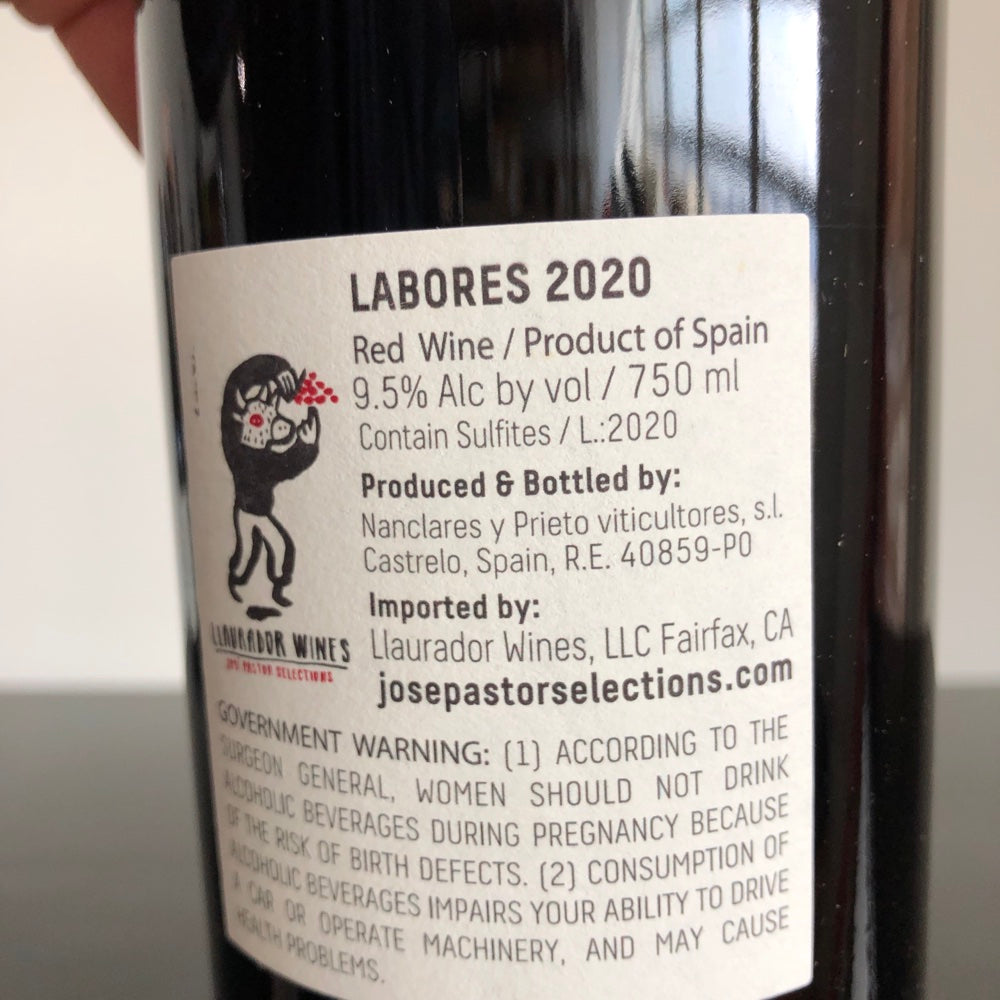 LABORES 2020
Red Wine / Product of Spain
9.5% Alc by vol / 750 ml
Contain Sulfites / L.:2020
Produced & Bottled by:
Nanclares y Prieto viticultores, s.l.
Castrelo, Spain, R.E. 40859-PO
Imported by:
Llaurador Wines, LLC Fairfax, CA
josepastorselections.com
LLAURADOR WINES
JOSE PASTOR SELECTIONS
GOVERNMENT WARNING: (1) ACCORDING TO THE
SURGEON GENERAL, WOMEN SHOULD NOT DRINK
ALCOHOLIC BEVERAGES DURING PREGNANCY BECAUSE
OF THE RISK OF BIRTH DEFECTS. (2) CONSUMPTION OF
ALCOHOLIC BEVERAGES IMPAIRS YOUR ABILITY TO DRIVE
A CAR OR OPERATE MACHINERY, AND MAY CAUSE
HEALTH PROBLEMS.